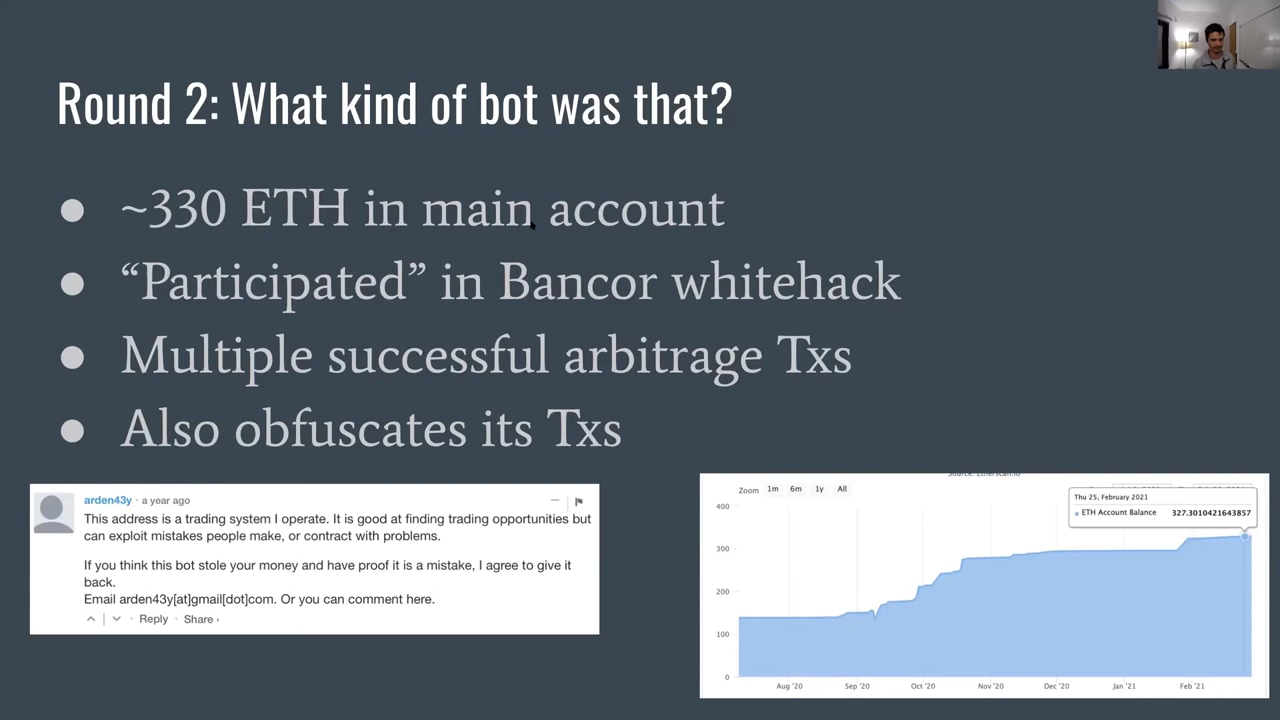 Round 2: What kind of bot was that?
● ~330 ETH in main account
● “Participated” in Bancor whitehack
● Multiple successful arbitrage Txs
● Also obfuscates its Txs
arden43y · a year ago
This address is a trading system I operate. It is good at finding trading opportunities but
can exploit mistakes people make, or contract with problems.
If you think this bot stole your money and have proof it is a mistake, I agree to give it
back.
Email arden43y[at]gmail[dot]com. Or you can comment here.
Reply · Share ›
Source: Etherscan.io
Zoom 1m 6m 1y All
Thu 25, February 2021
ETH Account Balance 327.3010421643857
400
300
200
100
0
Aug '20 Sep '20 Oct '20 Nov '20 Dec '20 Jan '21 Feb '21